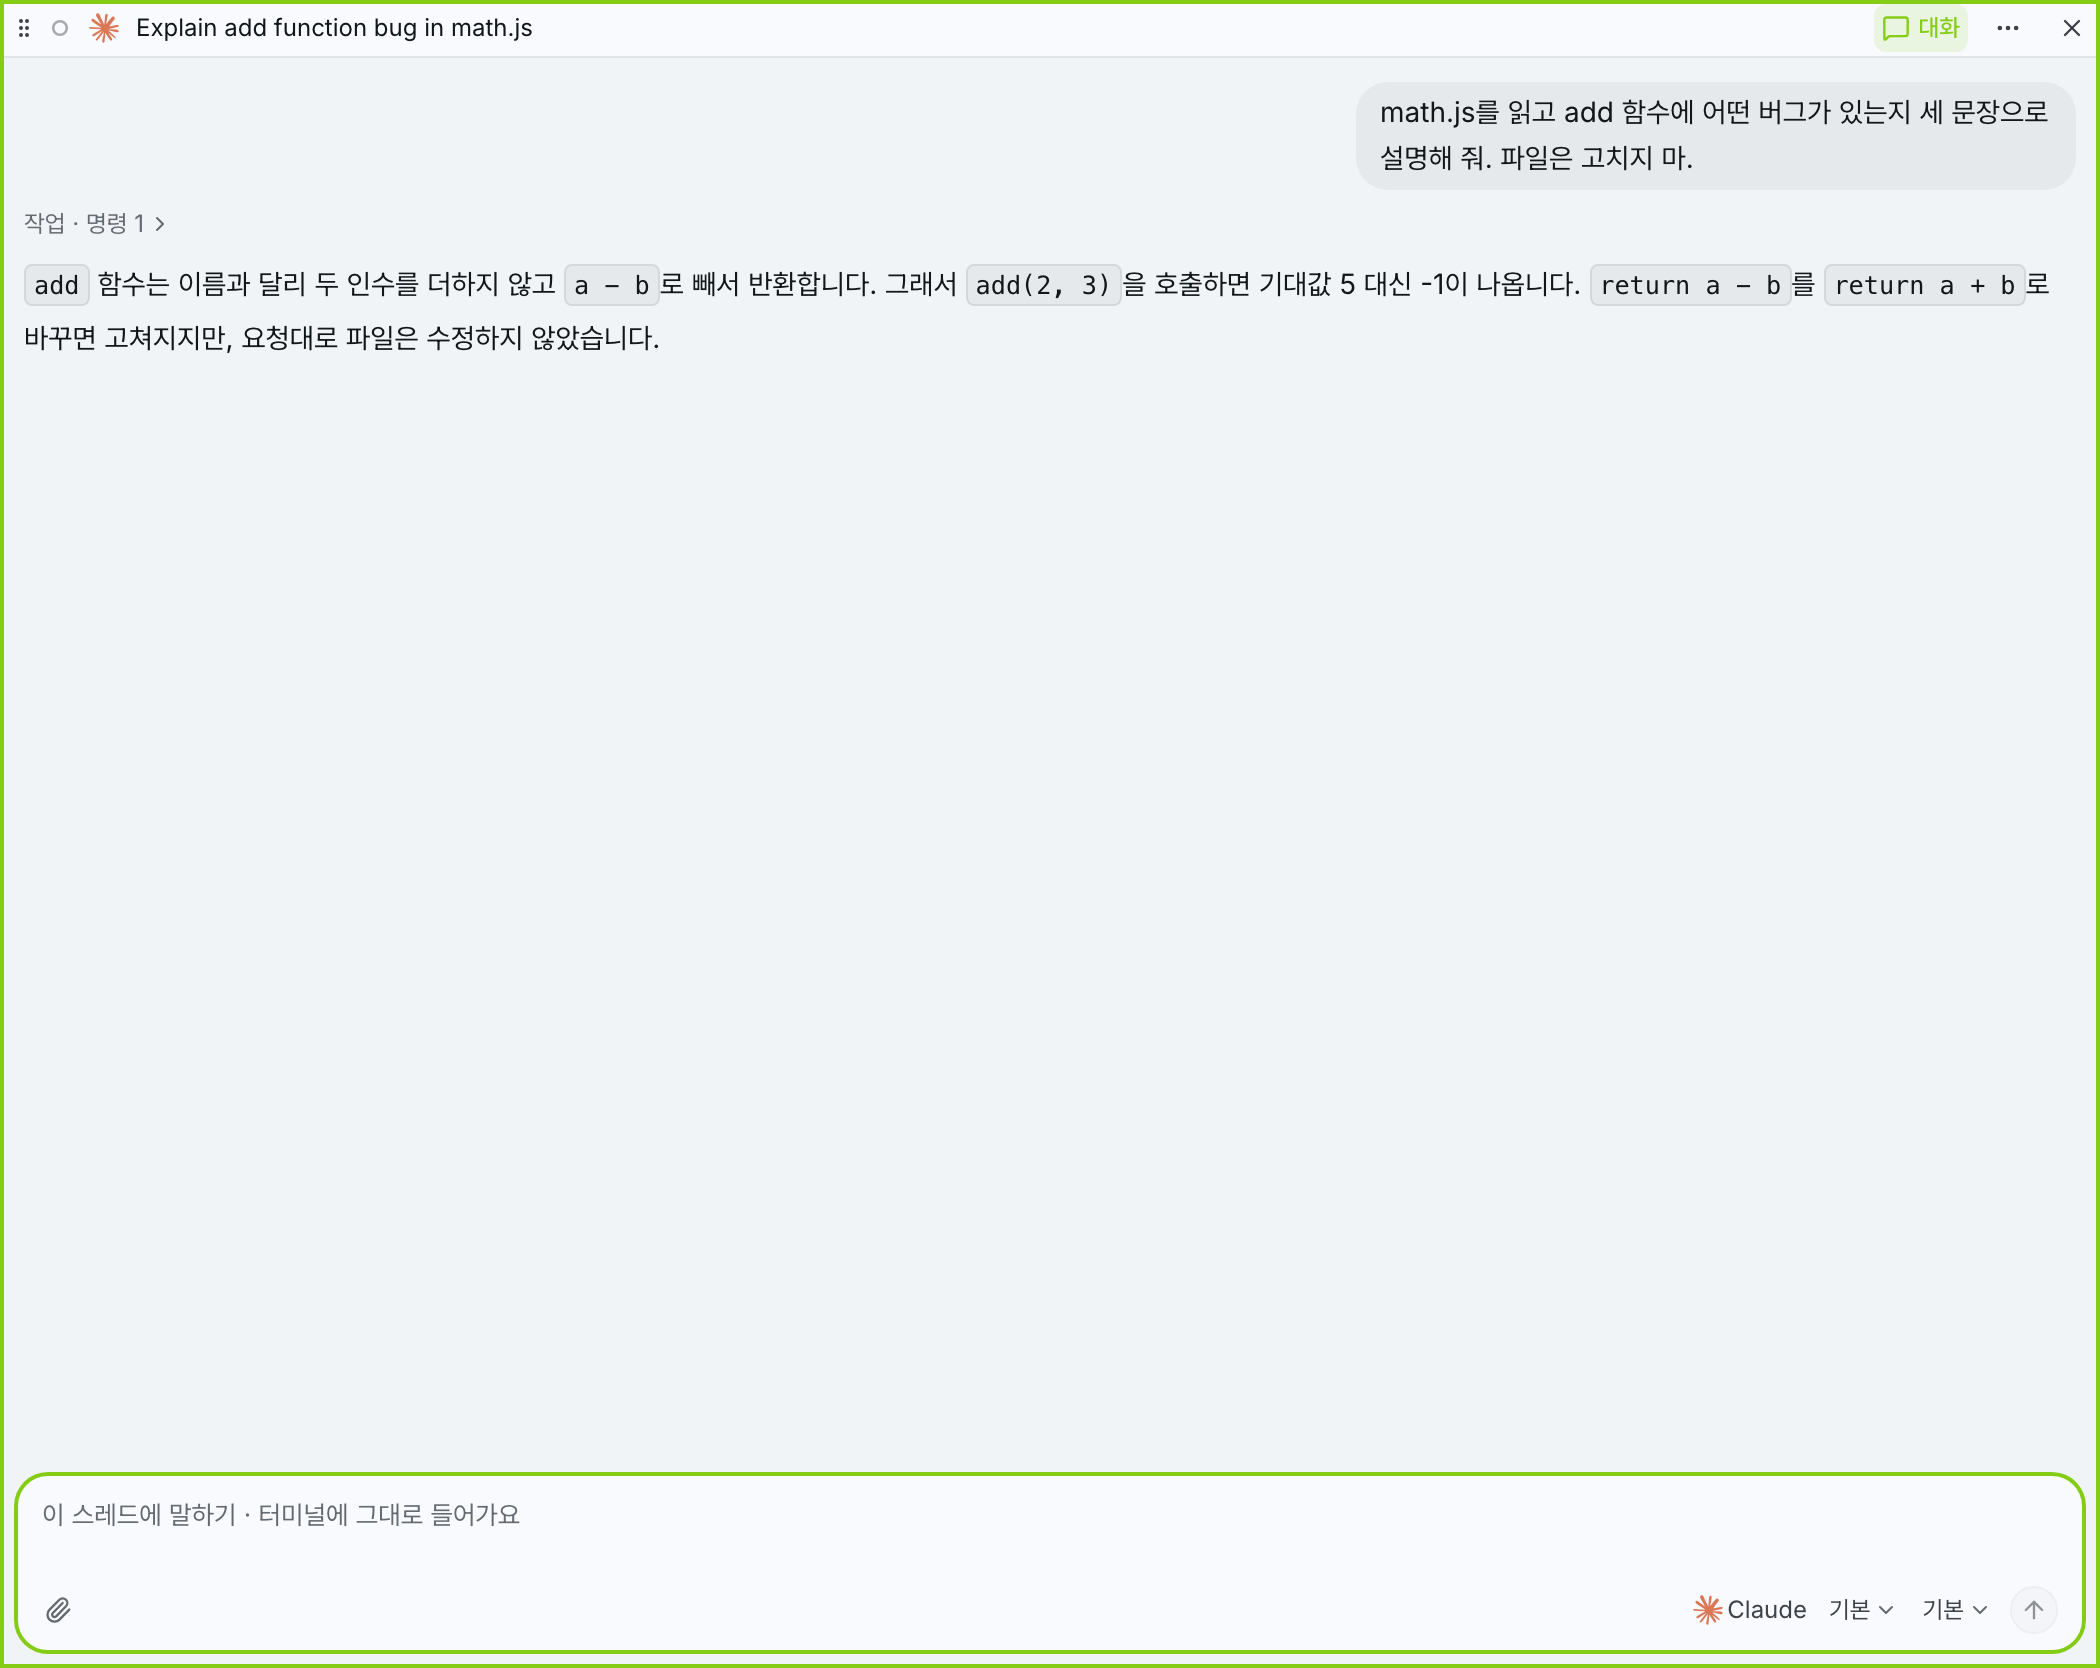 Explain add function bug in math.js
대화
math.js를 읽고 add 함수에 어떤 버그가 있는지 세 문장으로
설명해 줘. 파일은 고치지 마.
작업 · 명령 1
add 함수는 이름과 달리 두 인수를 더하지 않고 a − b로 빼서 반환합니다. 그래서 add(2, 3)을 호출하면 기대값 5 대신 -1이 나옵니다. return a − b를 return a + b로
바꾸면 고쳐지지만, 요청대로 파일은 수정하지 않았습니다.
이 스레드에 말하기 · 터미널에 그대로 들어가요
Claude 기본 기본